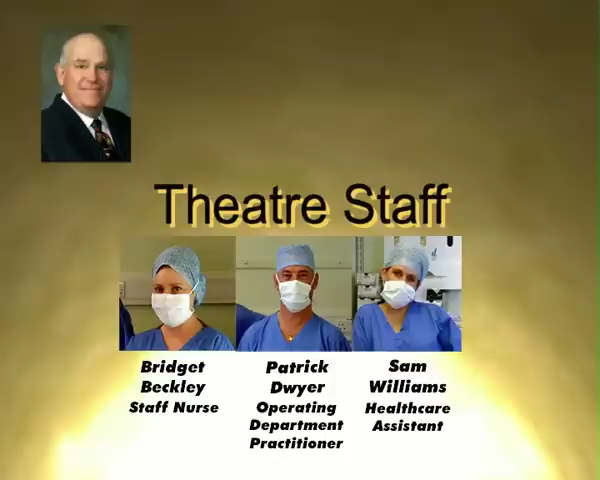 Theatre Staff
Bridget
Beckley
Staff Nurse
Patrick
Dwyer
Operating
Department
Practitioner
Sam
Williams
Healthcare
Assistant